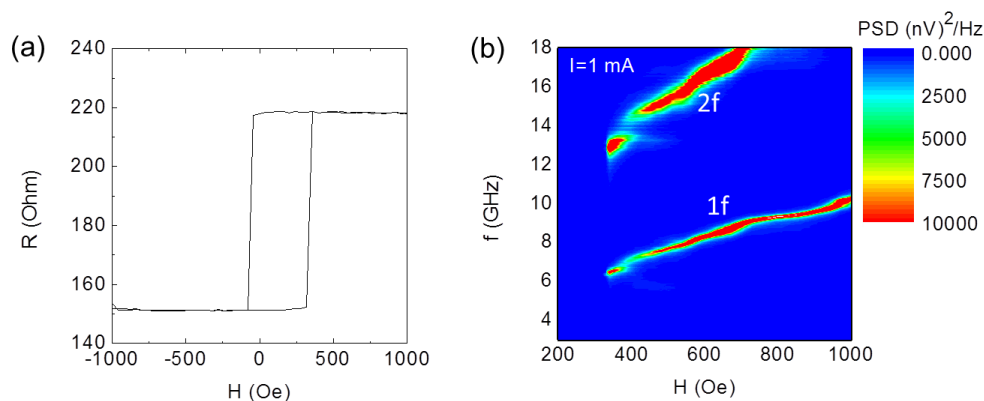 (a)
R (Ohm)
240
220
200
180
160
140
-1000
-500
0
500
1000
H (Oe)
(b)
f (GHz)
18
16
14
12
10
8
6
4
I=1 mA
2f
1f
200
400
600
800
1000
H (Oe)
PSD (nV)²/Hz
0.000
2500
5000
7500
10000